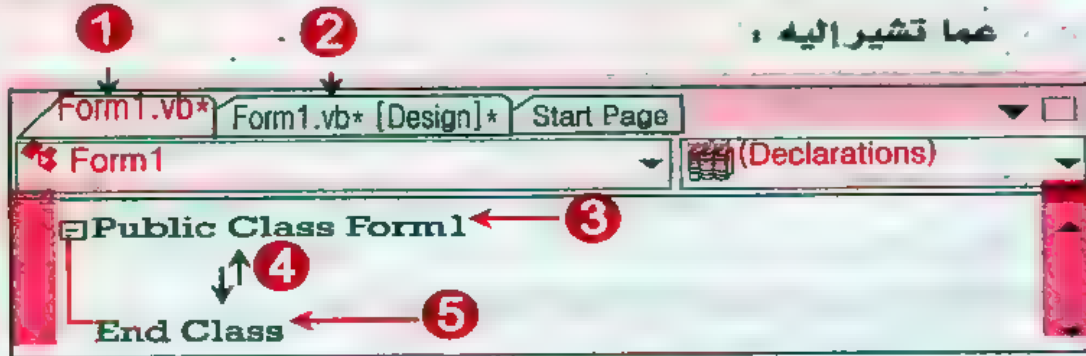 عما تشير إليه :
1 2
Form1.vb* Form1.vb* [Design]* Start Page
Form1 (Declarations)
Public Class Form1 3
4
End Class 5